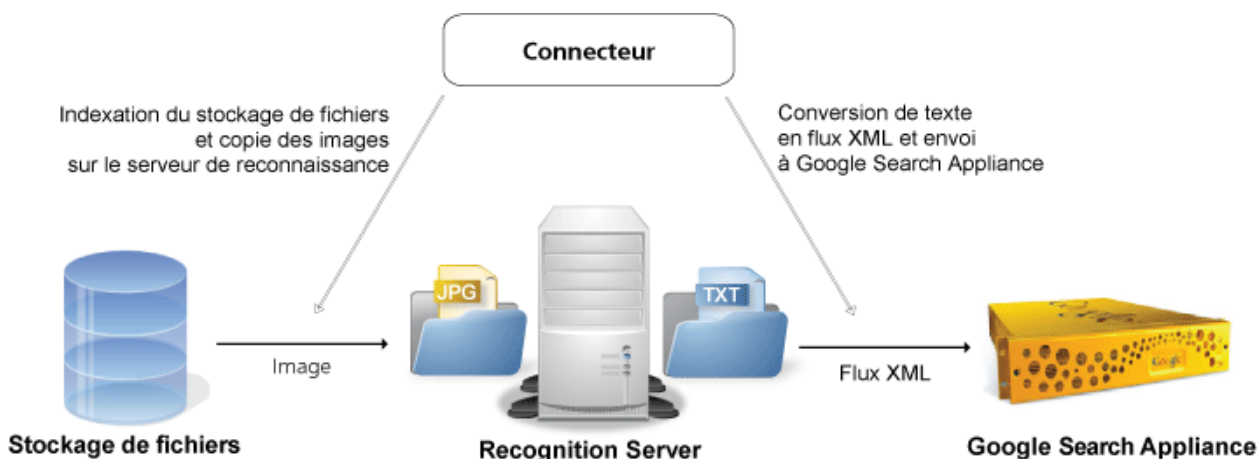 Connecteur
Indexation du stockage de fichiers
et copie des images
sur le serveur de reconnaissance
Conversion de texte
en flux XML et envoi
à Google Search Appliance
JPG
TXT
Image
Flux XML
Google
Stockage de fichiers
Recognition Server
Google Search Appliance